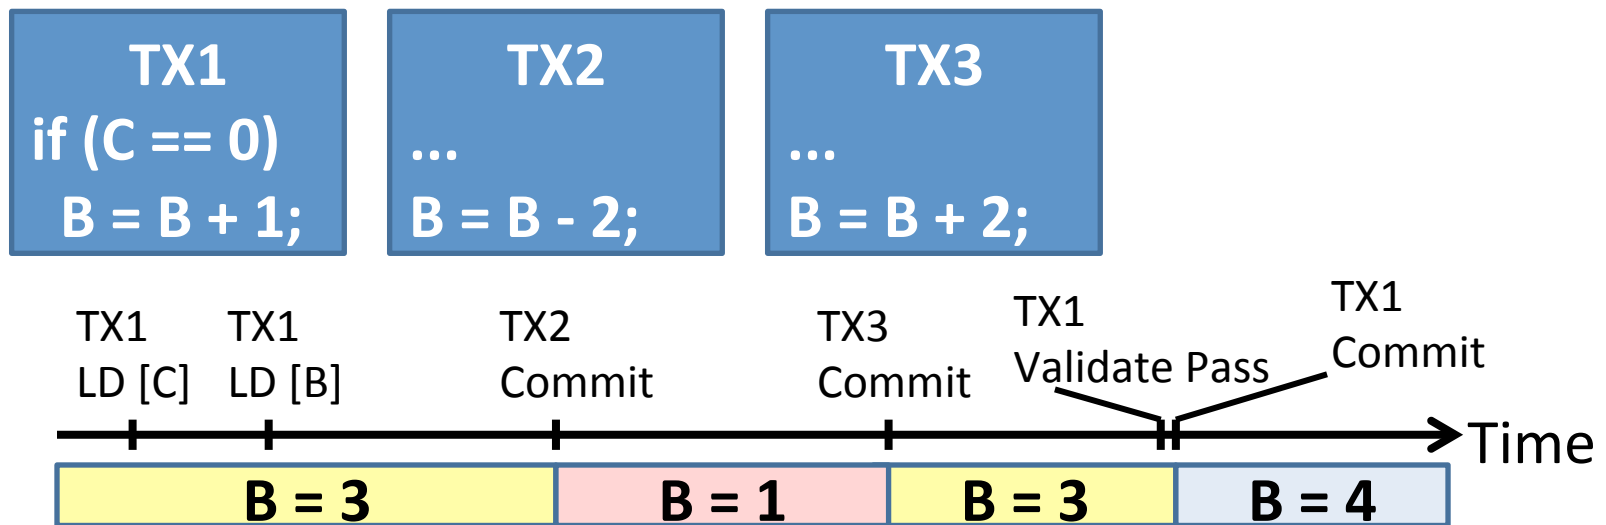 TX1
if (C == 0)
B = B + 1;
TX2
...
B = B - 2;
TX3
...
B = B + 2;
TX1
LD [C]
TX1
LD [B]
TX2
Commit
TX3
Commit
TX1
Validate Pass
TX1
Commit
Time
B = 3
B = 1
B = 3
B = 4